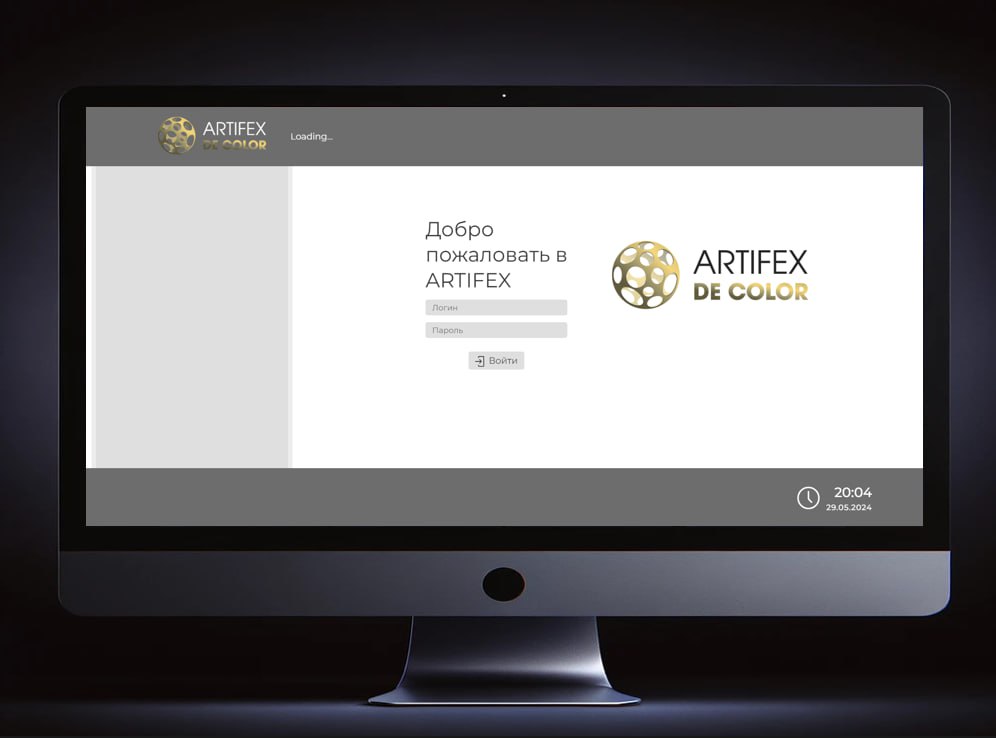 ARTIFEX
DE COLOR
Loading...
Добро
пожаловать в
ARTIFEX
Логин
Пароль
Войти
ARTIFEX
DE COLOR
20:04
29.05.2024